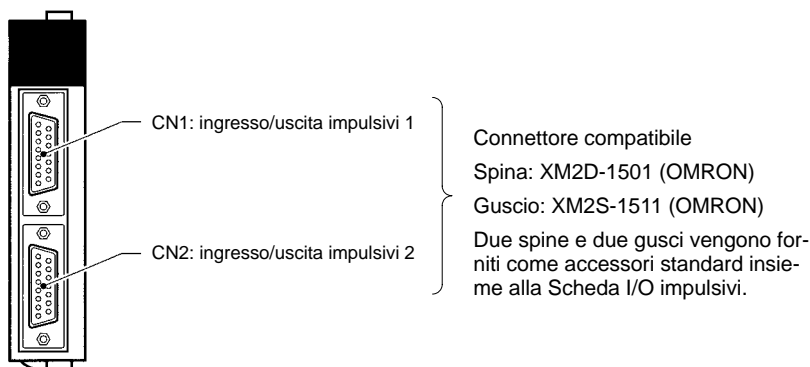 CN1: ingresso/uscita impulsivi 1
CN2: ingresso/uscita impulsivi 2
Connettore compatibile
Spina: XM2D-1501 (OMRON)
Guscio: XM2S-1511 (OMRON)
Due spine e due gusci vengono for-
niti come accessori standard insie-
me alla Scheda I/O impulsivi.